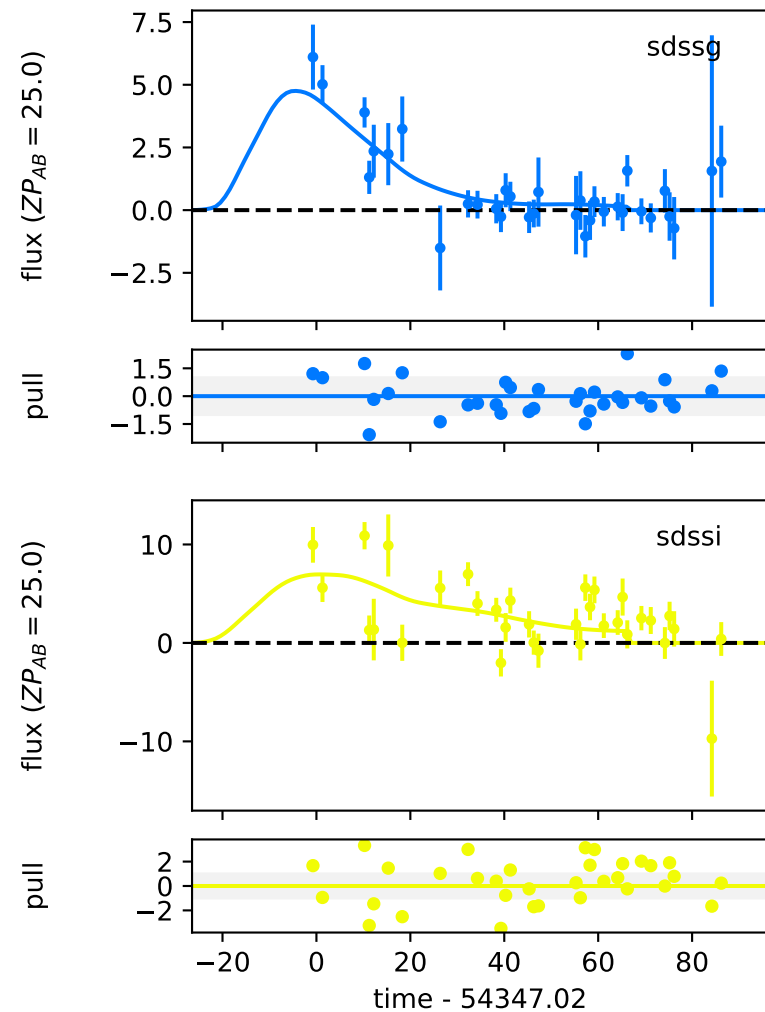 flux (ZP_AB = 25.0)
7.5
5.0
2.5
0.0
−2.5
sdssg
pull
1.5
0.0
−1.5
flux (ZP_AB = 25.0)
10
0
−10
sdssi
pull
2
0
−2
−20 0 20 40 60 80
time - 54347.02